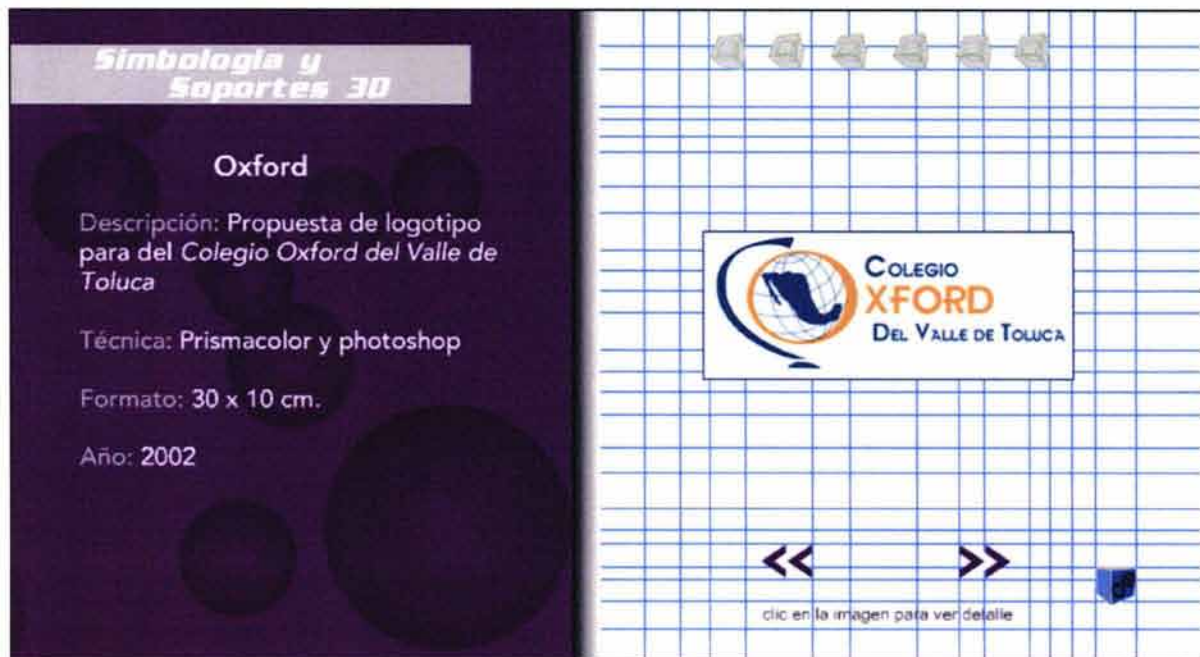 Simbología y
Soportes 3D
Oxford
Descripción: Propuesta de logotipo
para del Colegio Oxford del Valle de
Toluca
Técnica: Prismacolor y photoshop
Formato: 30 x 10 cm.
Año: 2002
COLEGIO
XFORD
DEL VALLE DE TOLUCA
<< >>
clic en la imagen para ver detalle